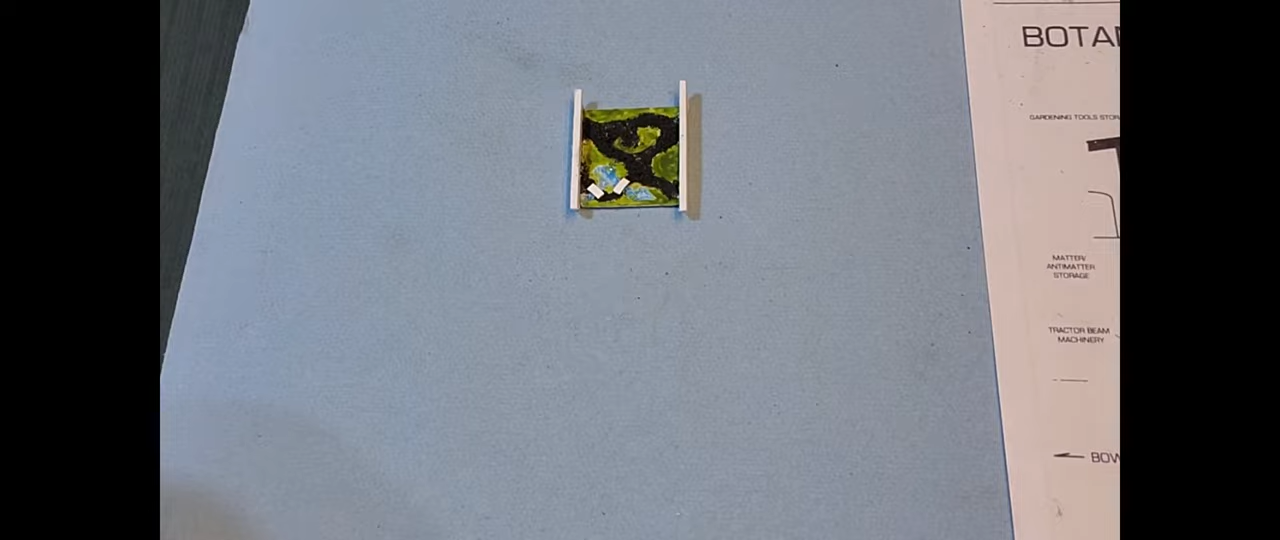 BOTA
GARDENING TOOLS STOR
MATTER/
ANTIMATTER
STORAGE
TRACTOR BEAM
MACHINERY
BOW